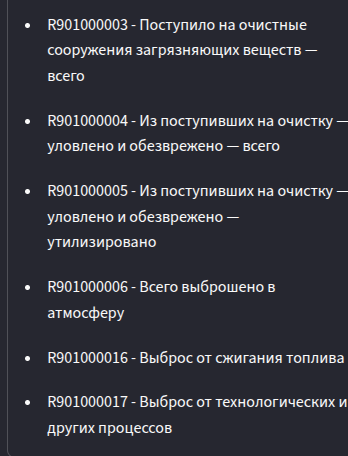 R901000003 - Поступило на очистные
сооружения загрязняющих веществ —
всего
R901000004 - Из поступивших на очистку —
уловлено и обезврежено — всего
R901000005 - Из поступивших на очистку —
уловлено и обезврежено —
утилизировано
R901000006 - Всего выброшено в
атмосферу
R901000016 - Выброс от сжигания топлива
R901000017 - Выброс от технологических и
других процессов